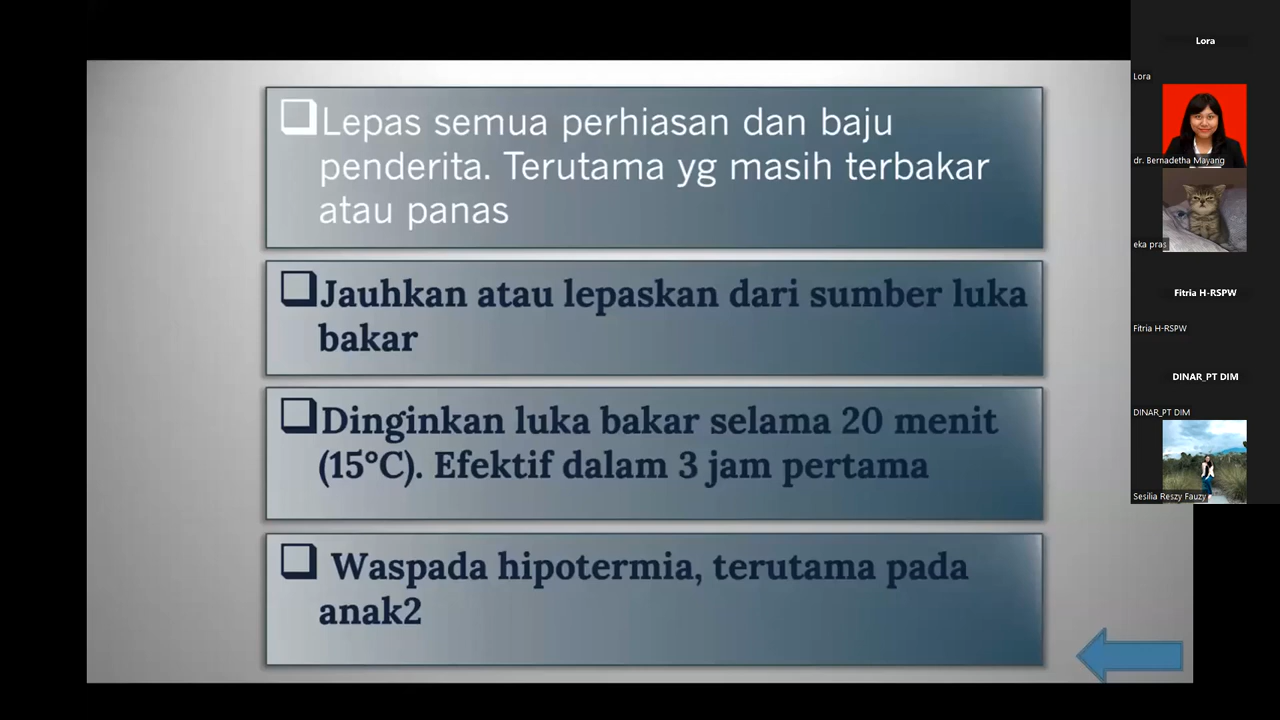 Lepas semua perhiasan dan baju
penderita. Terutama yg masih terbakar
atau panas
Jauhkan atau lepaskan dari sumber luka
bakar
Dinginkan luka bakar selama 20 menit
(15°C). Efektif dalam 3 jam pertama
Waspada hipotermia, terutama pada
anak2
Lora
Lora
dr. Bernadetha Mayang
eka pras
Fitria H-RSPW
Fitria H-RSPW
DINAR_PT DIM
DINAR_PT DIM
Sesilia Reszy Fauzy